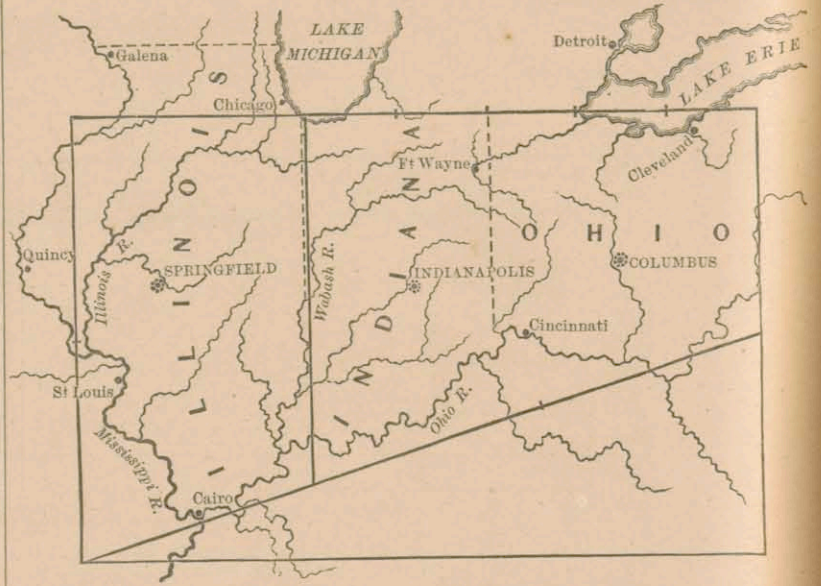 LAKE
MICHIGAN
Detroit
LAKE ERIE
Galena
Chicago
Cleveland
Ft Wayne
ILLINOIS
INDIANA
OHIO
Quincy
Illinois R.
SPRINGFIELD
Wabash R.
INDIANAPOLIS
COLUMBUS
Cincinnati
St Louis
Ohio R.
Mississippi R.
Cairo